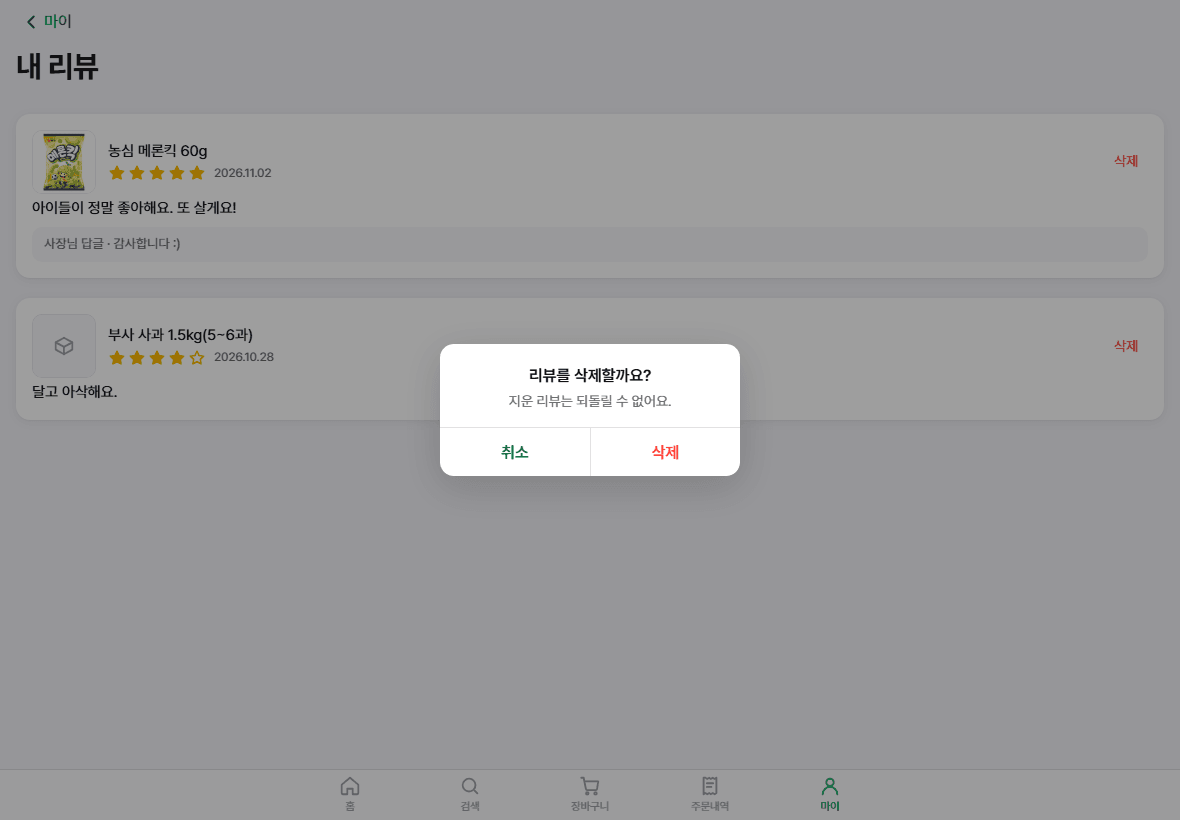 마이
내 리뷰
메론킥
농심 메론킥 60g
2026.11.02
삭제
아이들이 정말 좋아해요. 또 살게요!
사장님 답글 · 감사합니다 :)
부사 사과 1.5kg(5~6과)
2026.10.28
삭제
달고 아삭해요.
리뷰를 삭제할까요?
지운 리뷰는 되돌릴 수 없어요.
취소
삭제
홈
검색
장바구니
주문내역
마이